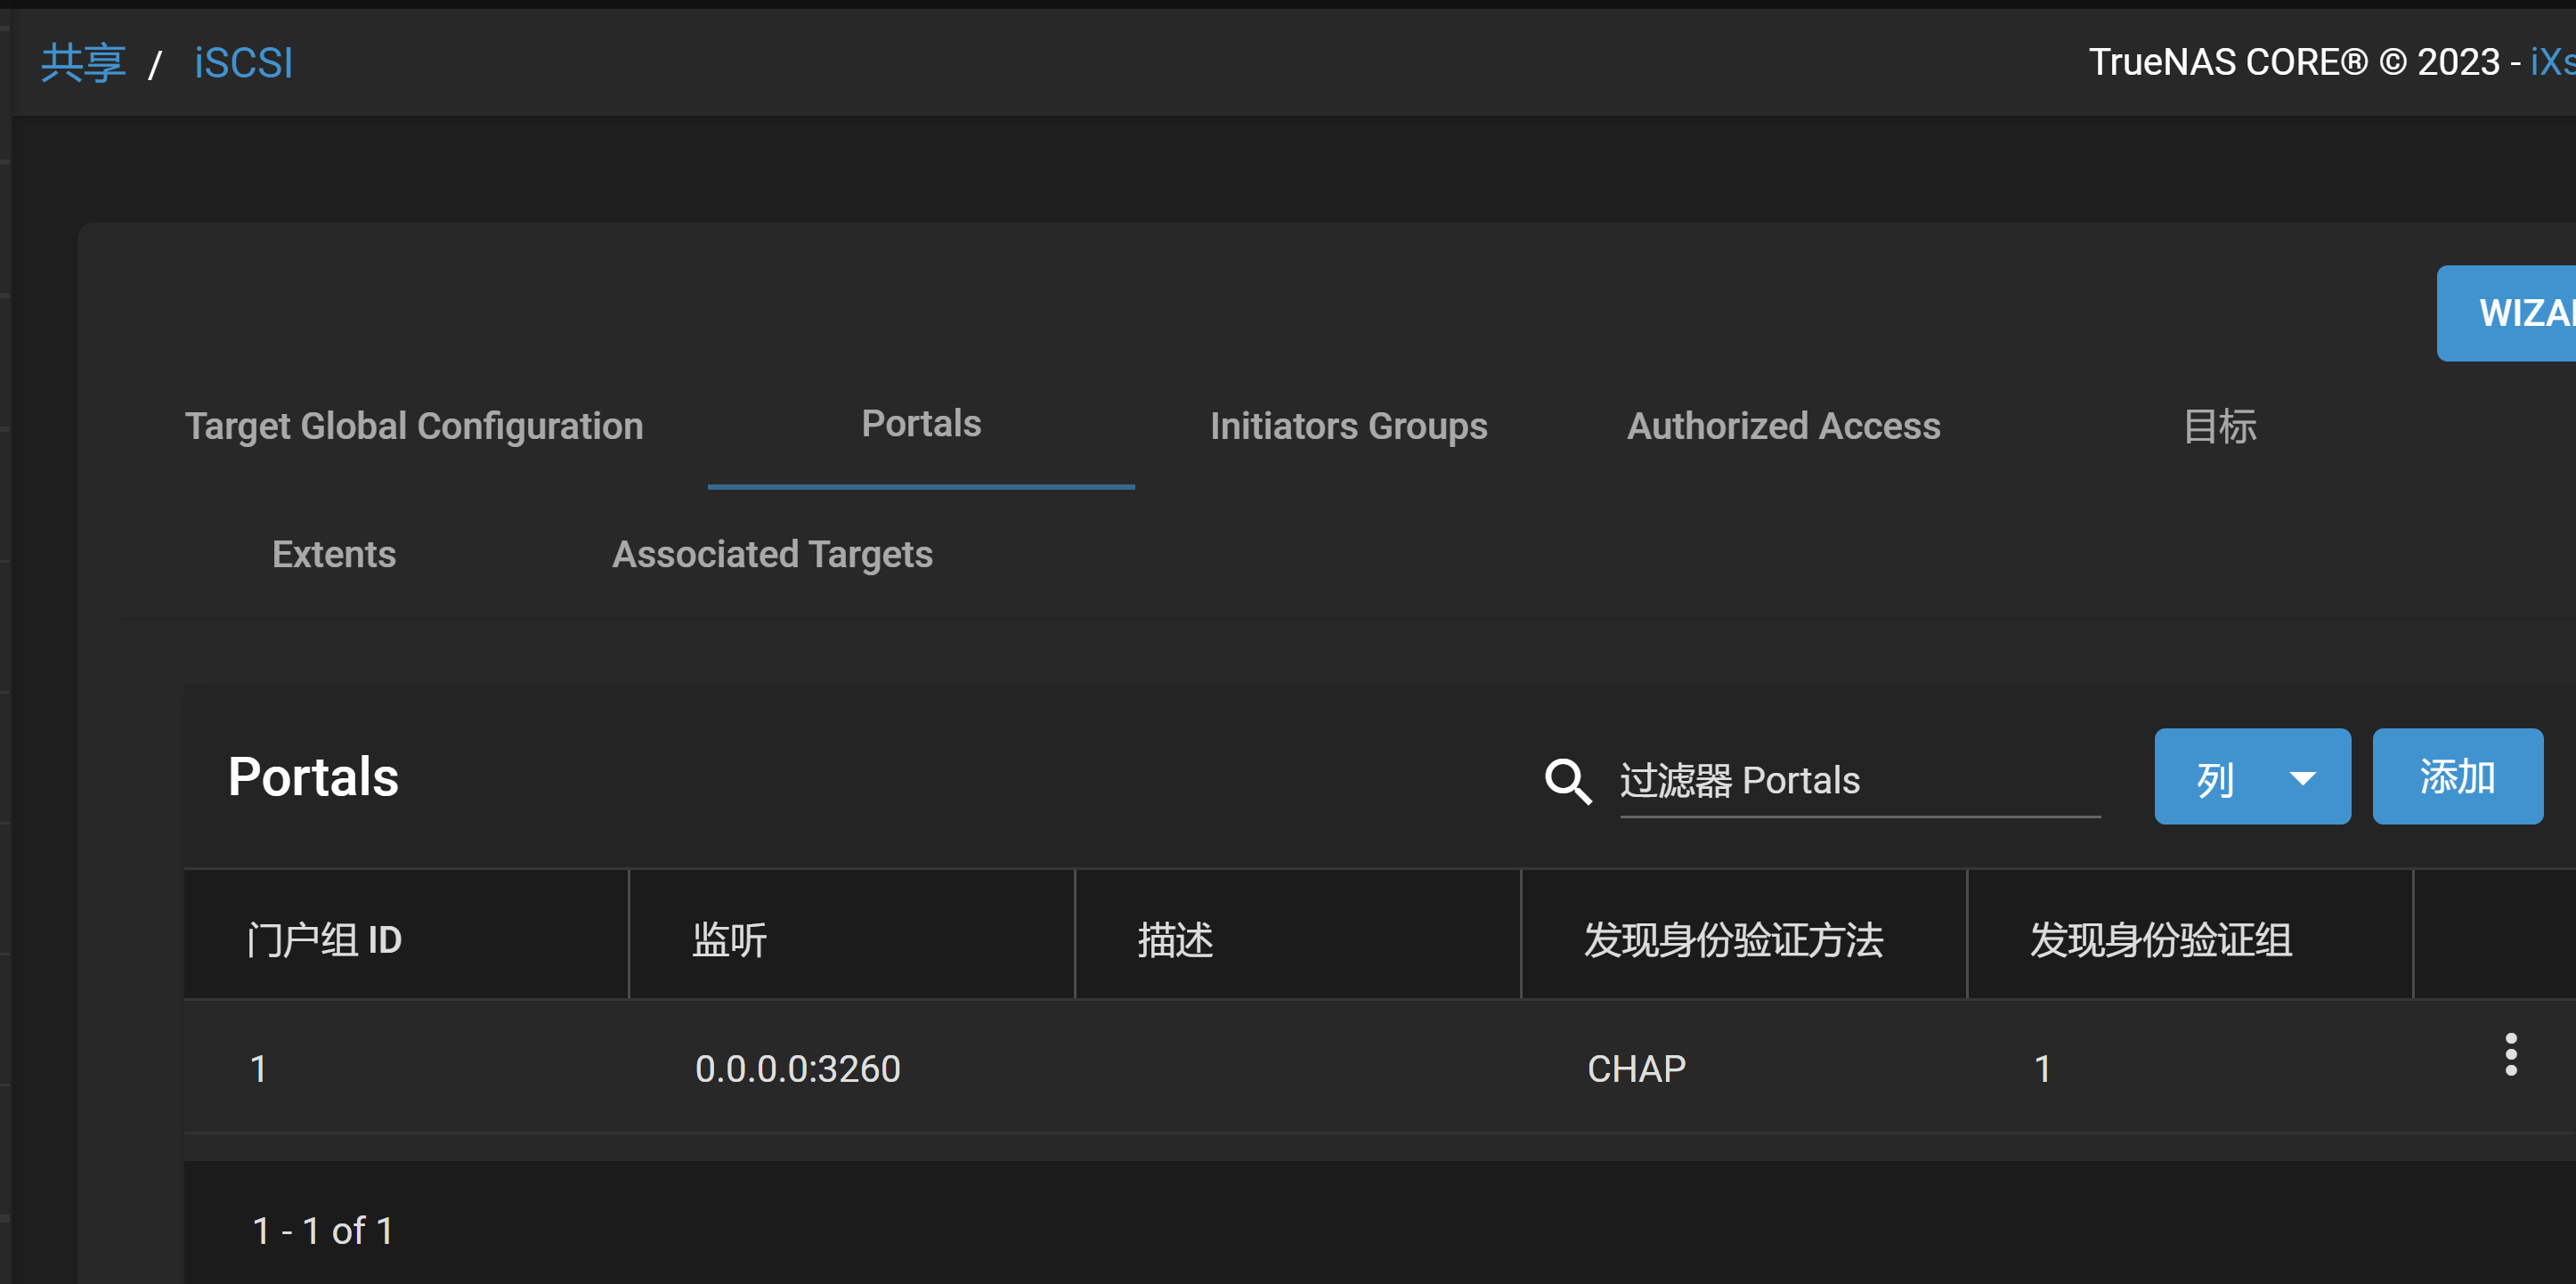 共享 / iSCSI TrueNAS CORE® © 2023 - iXs
WIZA
Target Global Configuration Portals Initiators Groups Authorized Access 目标
Extents Associated Targets
Portals 过滤器 Portals 列 添加
门户组 ID 监听 描述 发现身份验证方法 发现身份验证组
1 0.0.0.0:3260 CHAP 1
1 - 1 of 1